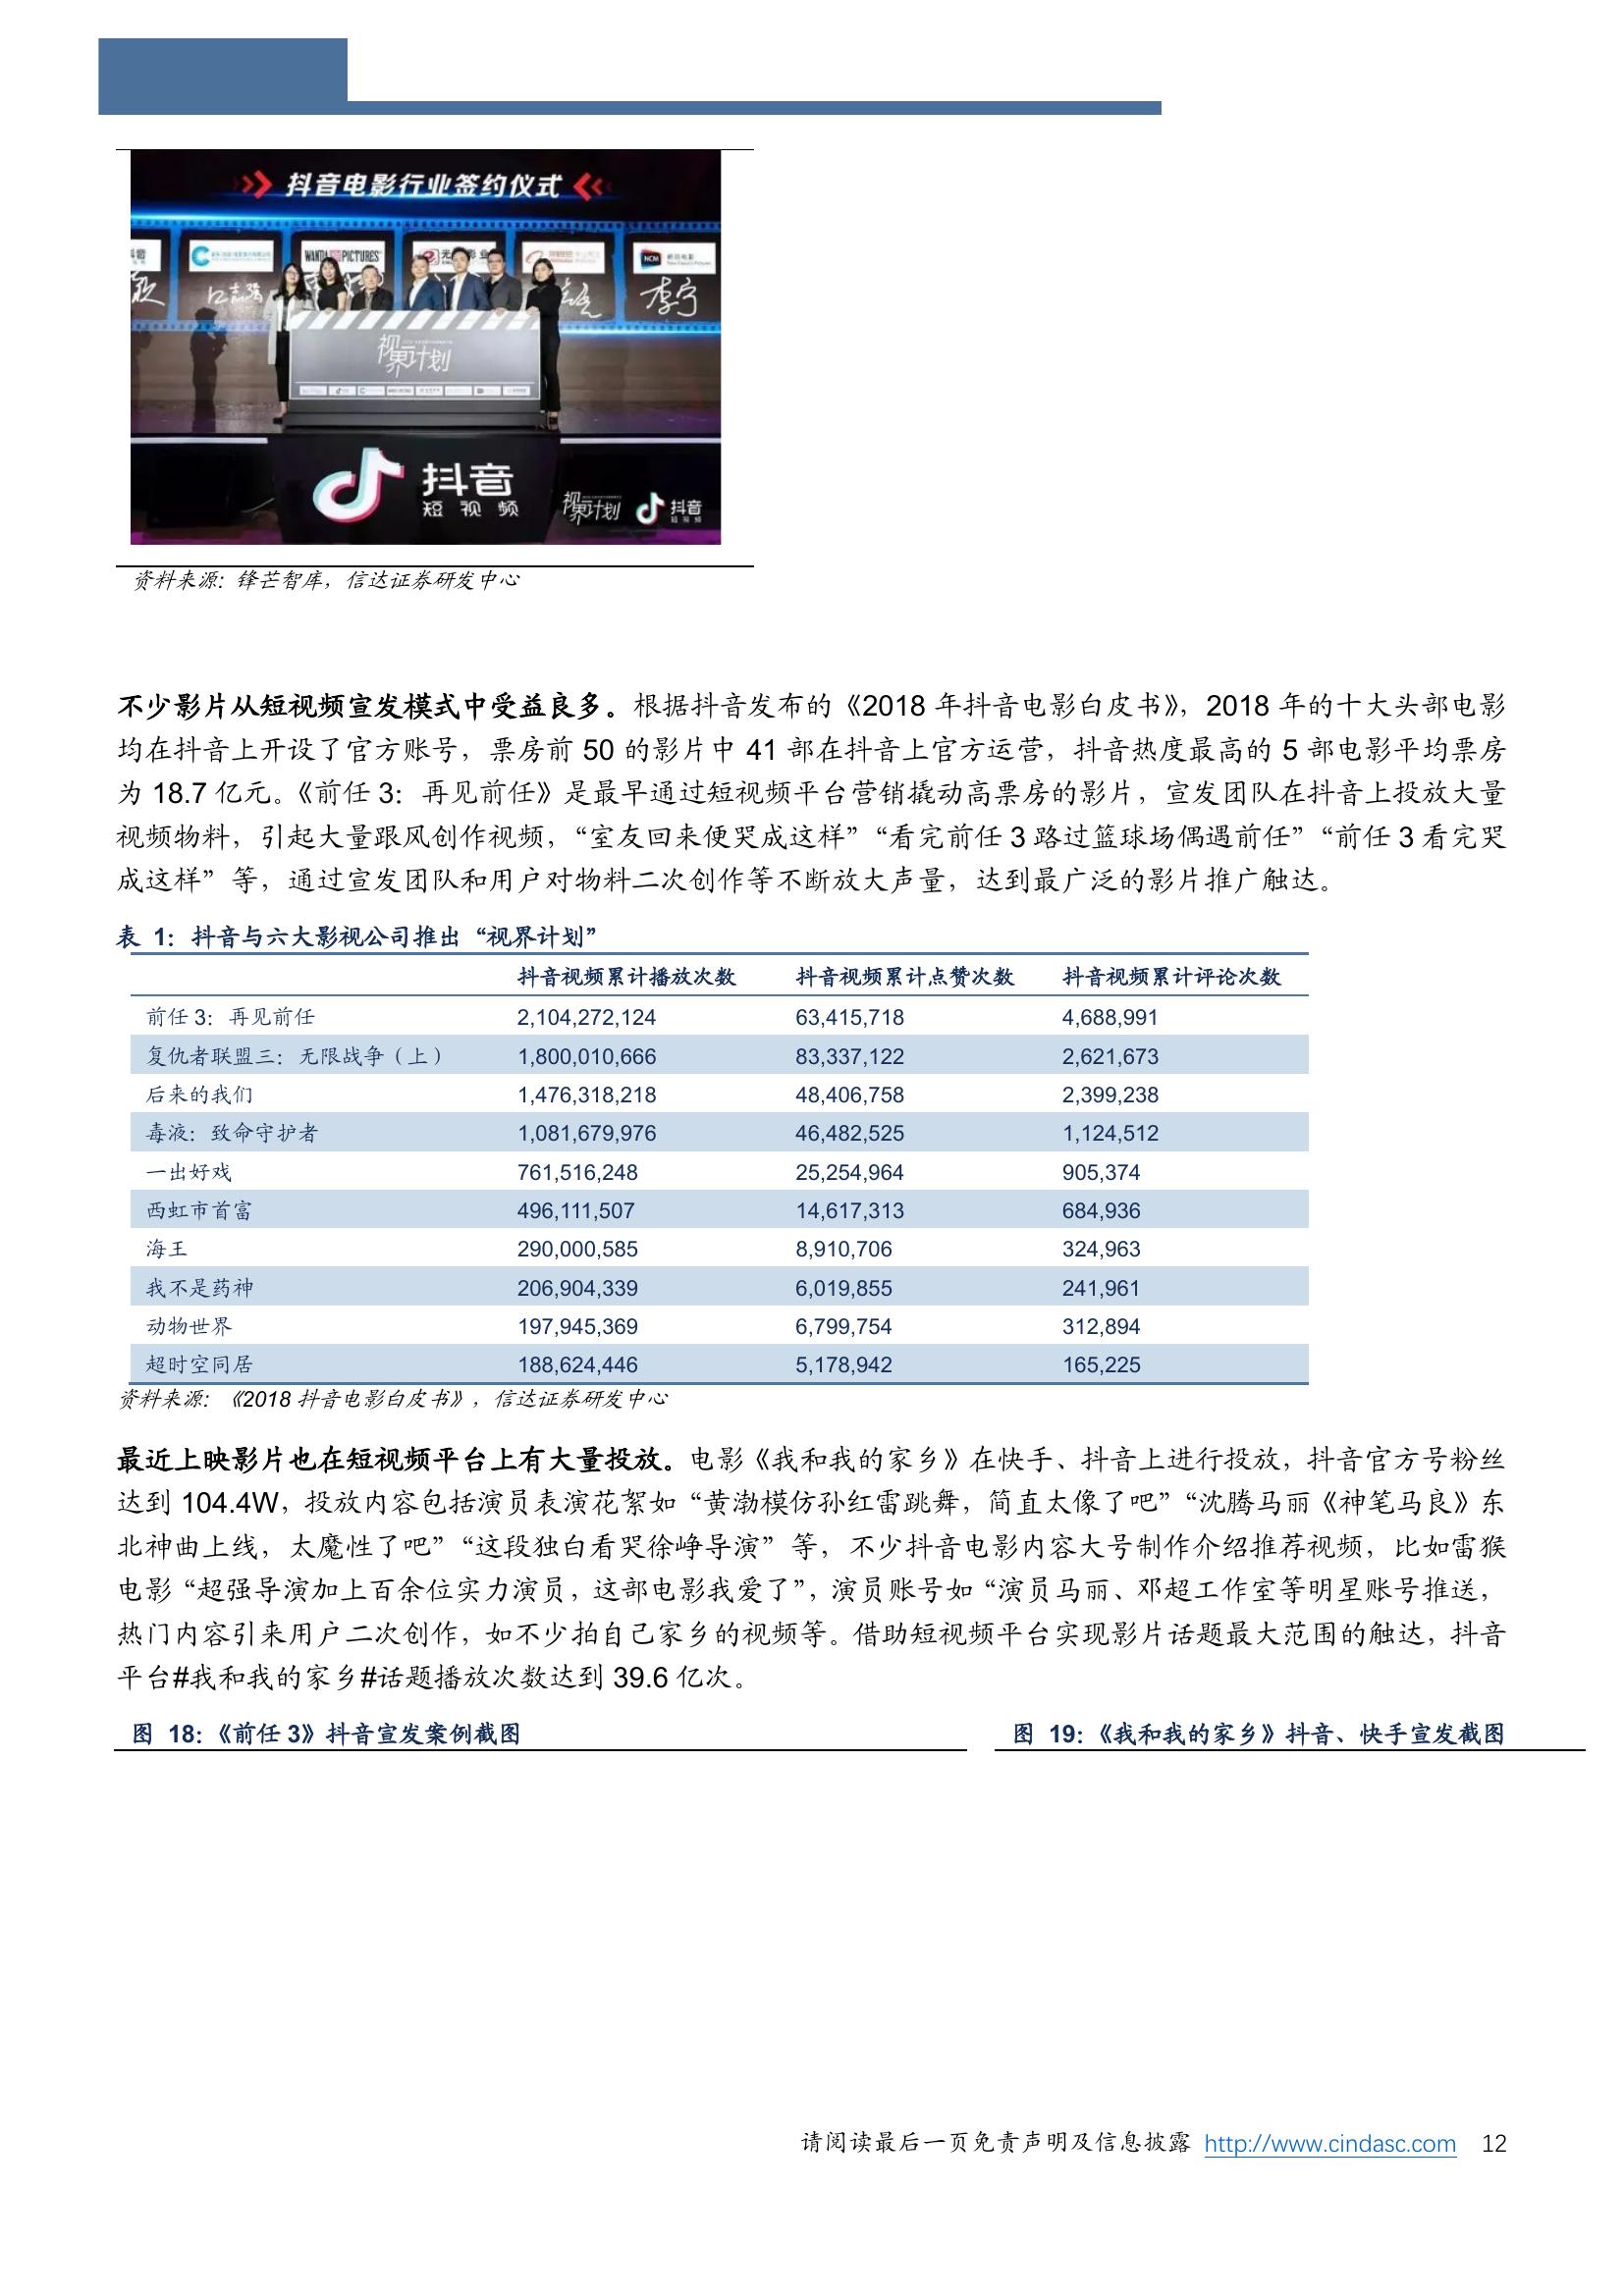 抖音电影行业签约仪式
WANDA PICTURES
NCM
李宁
视界计划
抖音
短视频
视界计划
抖音
短视频
资料来源：锋芒智库，信达证券研发中心
不少影片从短视频宣发模式中受益良多。根据抖音发布的《2018 年抖音电影白皮书》，2018 年的十大头部电影
均在抖音上开设了官方账号，票房前 50 的影片中 41 部在抖音上官方运营，抖音热度最高的 5 部电影平均票房
为 18.7 亿元。《前任 3：再见前任》是最早通过短视频平台营销撬动高票房的影片，宣发团队在抖音上投放大量
视频物料，引起大量跟风创作视频，“室友回来便哭成这样”“看完前任 3 路过篮球场偶遇前任”“前任 3 看完哭
成这样”等，通过宣发团队和用户对物料二次创作等不断放大声量，达到最广泛的影片推广触达。
表 1：抖音与六大影视公司推出“视界计划”
抖音视频累计播放次数 抖音视频累计点赞次数 抖音视频累计评论次数
前任 3：再见前任 2,104,272,124 63,415,718 4,688,991
复仇者联盟三：无限战争（上） 1,800,010,666 83,337,122 2,621,673
后来的我们 1,476,318,218 48,406,758 2,399,238
毒液：致命守护者 1,081,679,976 46,482,525 1,124,512
一出好戏 761,516,248 25,254,964 905,374
西虹市首富 496,111,507 14,617,313 684,936
海王 290,000,585 8,910,706 324,963
我不是药神 206,904,339 6,019,855 241,961
动物世界 197,945,369 6,799,754 312,894
超时空同居 188,624,446 5,178,942 165,225
资料来源：《2018 抖音电影白皮书》，信达证券研发中心
最近上映影片也在短视频平台上有大量投放。电影《我和我的家乡》在快手、抖音上进行投放，抖音官方号粉丝
达到 104.4W，投放内容包括演员表演花絮如“黄渤模仿孙红雷跳舞，简直太像了吧”“沈腾马丽《神笔马良》东
北神曲上线，太魔性了吧”“这段独白看哭徐峥导演”等，不少抖音电影内容大号制作介绍推荐视频，比如雷猴
电影“超强导演加上百余位实力演员，这部电影我爱了”，演员账号如“演员马丽、邓超工作室等明星账号推送，
热门内容引来用户二次创作，如不少拍自己家乡的视频等。借助短视频平台实现影片话题最大范围的触达，抖音
平台#我和我的家乡#话题播放次数达到 39.6 亿次。
图 18：《前任 3》抖音宣发案例截图
图 19：《我和我的家乡》抖音、快手宣发截图
请阅读最后一页免责声明及信息披露 http://www.cindasc.com 12